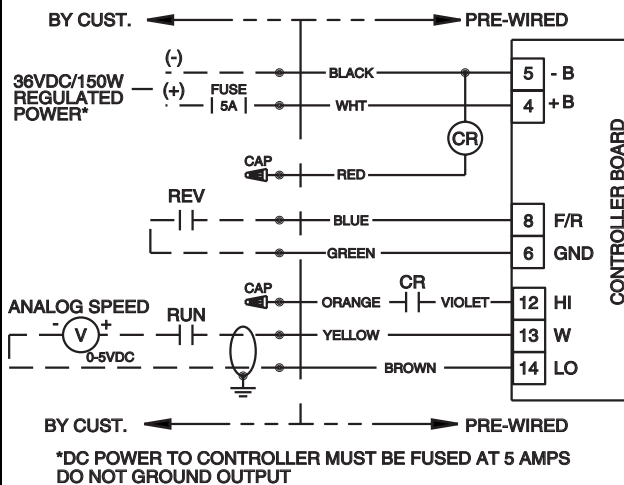 BY CUST. PRE-WIRED
(-) BLACK 5 - B
36VDC/150W
REGULATED
POWER*
(+) FUSE
5A WHT 4 + B
CR
CAP RED
REV BLUE 8 F/R
GREEN 6 GND
CONTROLLER BOARD
CAP ORANGE CR VIOLET 12 HI
ANALOG SPEED
- V +
0-5VDC
RUN YELLOW 13 W
BROWN 14 LO
BY CUST. PRE-WIRED
*DC POWER TO CONTROLLER MUST BE FUSED AT 5 AMPS
DO NOT GROUND OUTPUT